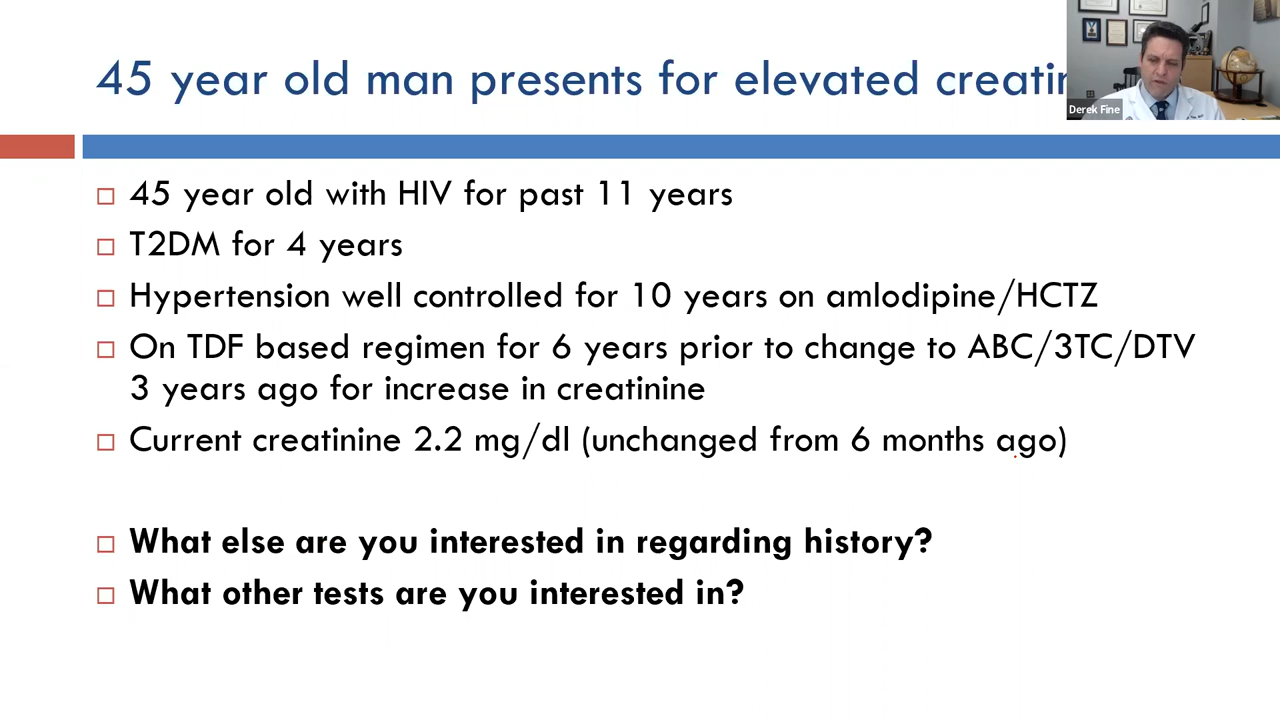 45 year old man presents for elevated
Derek Fine
45 year old with HIV for past 11 years
T2DM for 4 years
Hypertension well controlled for 10 years on amlodipine/HCTZ
On TDF based regimen for 6 years prior to change to ABC/3TC/DTV
3 years ago for increase in creatinine
Current creatinine 2.2 mg/dl (unchanged from 6 months ago)
What else are you interested in regarding history?
What other tests are you interested in?